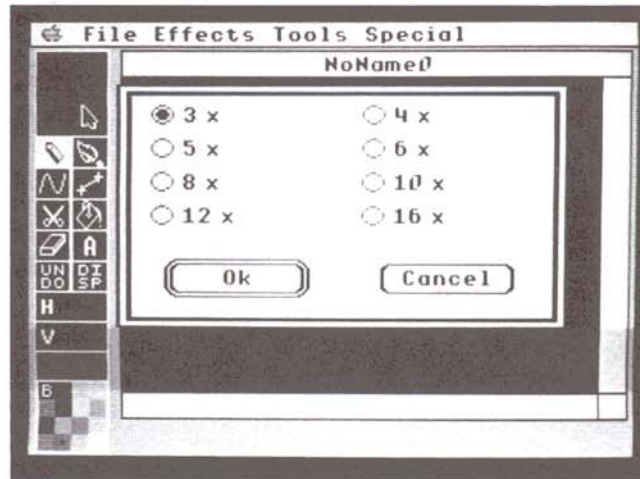 File Effects Tools Special
NoName0
3 x
4 x
5 x
6 x
8 x
10 x
12 x
16 x
Ok
Cancel
A
UN
DO
DI
SP
H
V
B